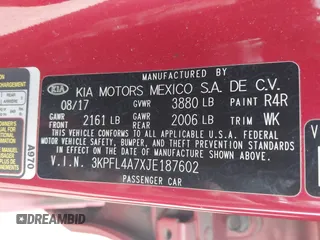 MANUFACTURED BY
KIA KIA MOTORS MEXICO S.A. DE C.V.
08/17 GVWR 3880 LB PAINT R4R
GAWR GAWR
FRONT 2161 LB REAR 2006 LB TRIM WK
THIS VEHICLE CONFORMS TO ALL APPLICABLE U.S. FEDERAL
MOTOR VEHICLE SAFETY, BUMPER, AND THEFT PREVENTION
STANDARDS IN EFFECT ON THE DATE OF MANUFACTURE SHOWN ABOVE.
V.I.N. 3KPFL4A7XJE187602
PASSENGER CAR
A970
DREAMBID